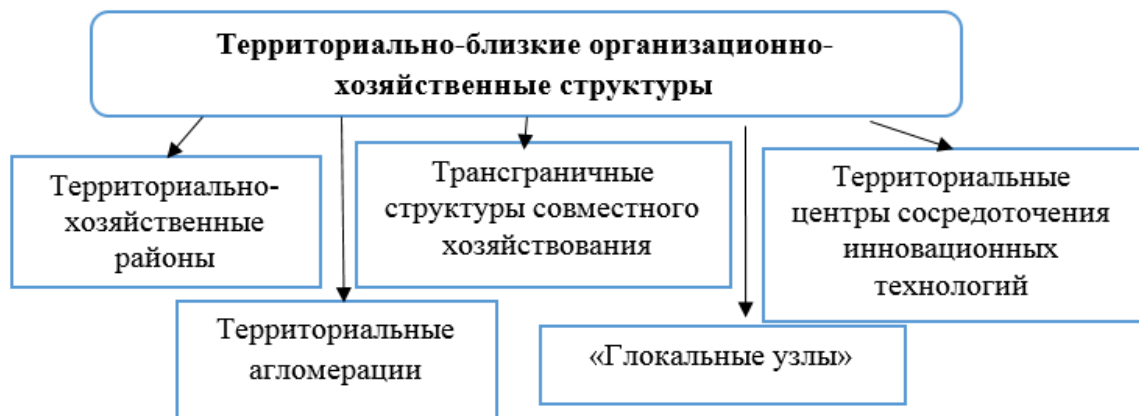 Территориально-близкие организационно-
хозяйственные структуры
Территориально-
хозяйственные
районы
Трансграничные
структуры совместного
хозяйствования
Территориальные
центры сосредоточения
инновационных
технологий
Территориальные
агломерации
«Глокальные узлы»